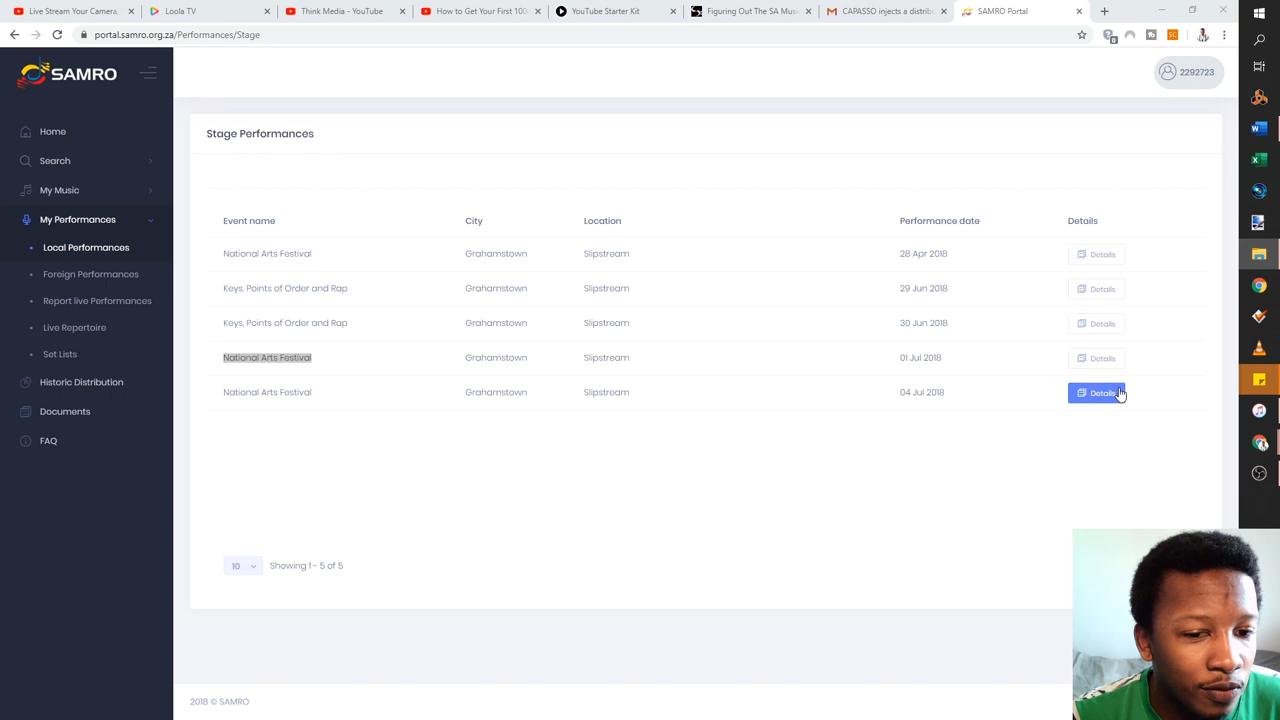 Live Stream Your Camera,
Loola TV
Think Media - YouTube
How to Get Your First 100
YouTube Starter Kit
Figuring Out The SA Mus
CAPASSO injects a distrib
SAMRO Portal
portal.samro.org.za/Performances/Stage
SAMRO
2292723
Home
Search
My Music
My Performances
Local Performances
Foreign Performances
Report live Performances
Live Repertoire
Set Lists
Historic Distribution
Documents
FAQ
Stage Performances
Event name City Location Performance date Details
National Arts Festival Grahamstown Slipstream 28 Apr 2018 Details
Keys, Points of Order and Rap Grahamstown Slipstream 29 Jun 2018 Details
Keys, Points of Order and Rap Grahamstown Slipstream 30 Jun 2018 Details
National Arts Festival Grahamstown Slipstream 01 Jul 2018 Details
National Arts Festival Grahamstown Slipstream 04 Jul 2018 Details
10 Showing 1 - 5 of 5
2018 © SAMRO